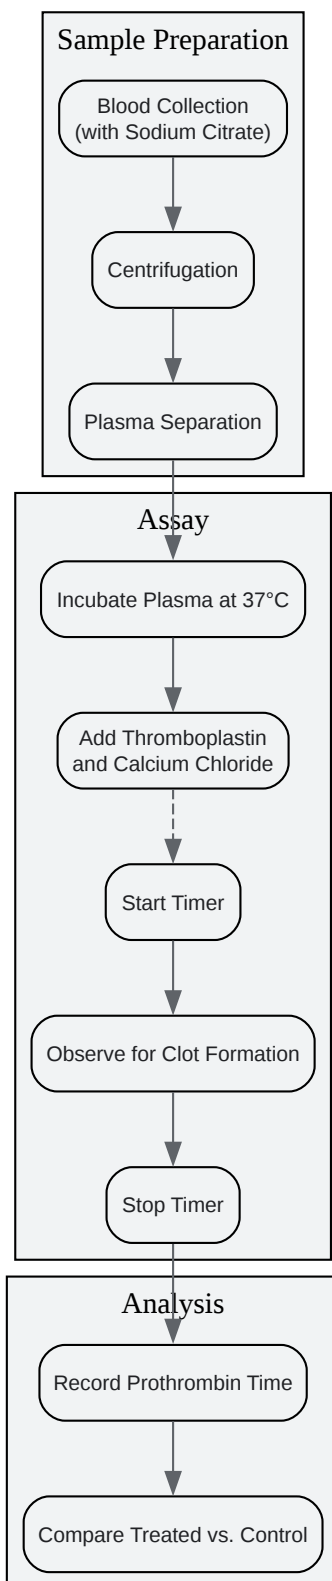 Sample Preparation
Blood Collection
(with Sodium Citrate)
Centrifugation
Plasma Separation
Assay
Incubate Plasma at 37°C
Add Thromboplastin
and Calcium Chloride
Start Timer
Observe for Clot Formation
Stop Timer
Analysis
Record Prothrombin Time
Compare Treated vs. Control